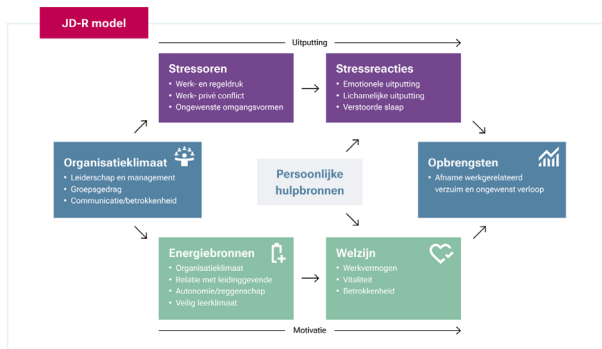 JD-R model
Uitputting
Stressoren
• Werk- en regeldruk
• Werk- privé conflict
• Ongewenste omgangsvormen
Stressreacties
• Emotionele uitputting
• Lichamelijke uitputting
• Verstoorde slaap
Organisatieklimaat
• Leiderschap en management
• Groepsgedrag
• Communicatie/betrokkenheid
Persoonlijke
hulpbronnen
Opbrengsten
• Afname werkgerelateerd
verzuim en ongewenst verloop
Energiebronnen
• Organisatieklimaat
• Relatie met leidinggevende
• Autonomie/zeggenschap
• Veilig leerklimaat
Welzijn
• Werkvermogen
• Vitaliteit
• Betrokkenheid
Motivatie